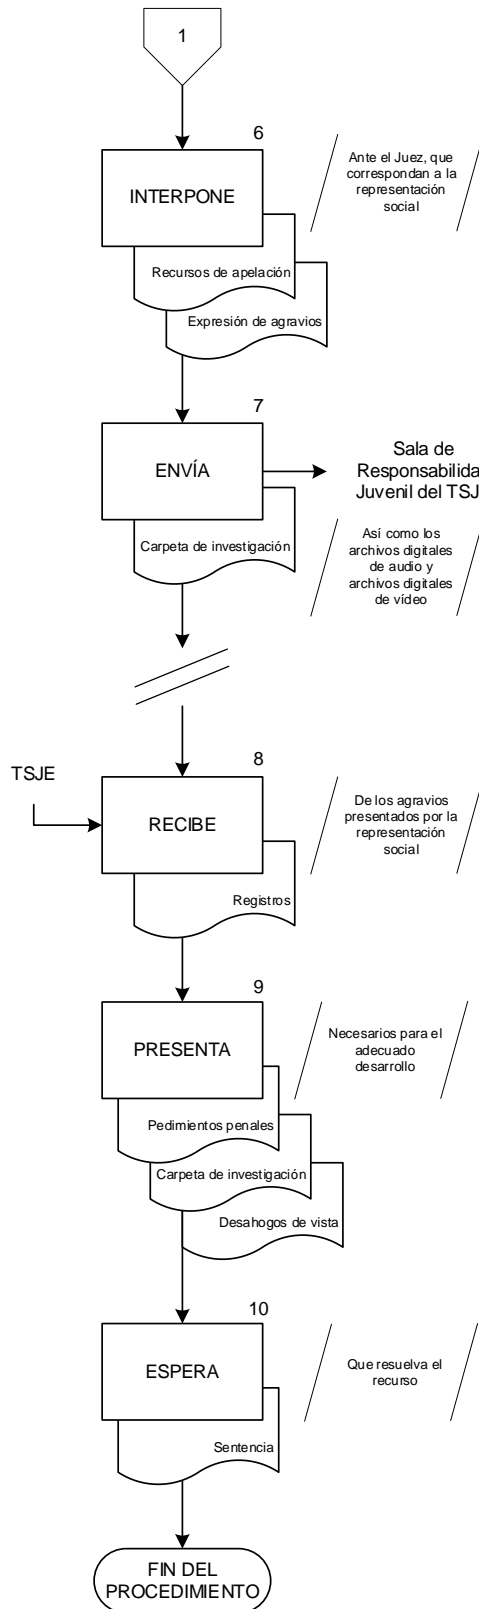 1
6
INTERPONE
Ante el Juez, que
correspondan a la
representación
social
Recursos de apelación
Expresión de agravios
7
ENVÍA
Sala de
Responsabilida
Juvenil del TSJ
Carpeta de investigación
Así como los
archivos digitales
de audio y
archivos digitales
de vídeo
TSJE
8
RECIBE
De los agravios
presentados por la
representación
social
Registros
9
PRESENTA
Necesarios para el
adecuado
desarrollo
Pedimientos penales
Carpeta de investigación
Desahogos de vista
10
ESPERA
Que resuelva el
recurso
Sentencia
FIN DEL
PROCEDIMIENTO